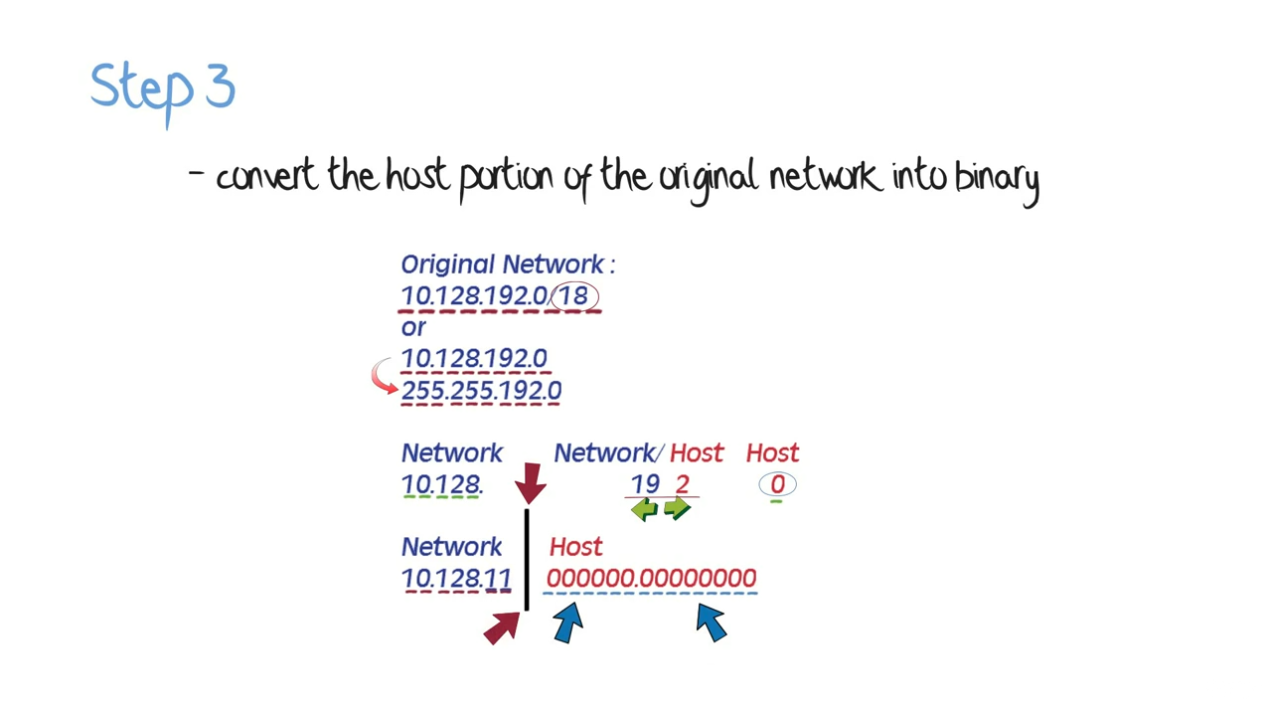 Step 3
- convert the host portion of the original network into binary
Original Network :
10.128.192.0/18
or
10.128.192.0
255.255.192.0
Network Network/ Host Host
10.128. 19 2 0
Network Host
10.128.11 000000.00000000